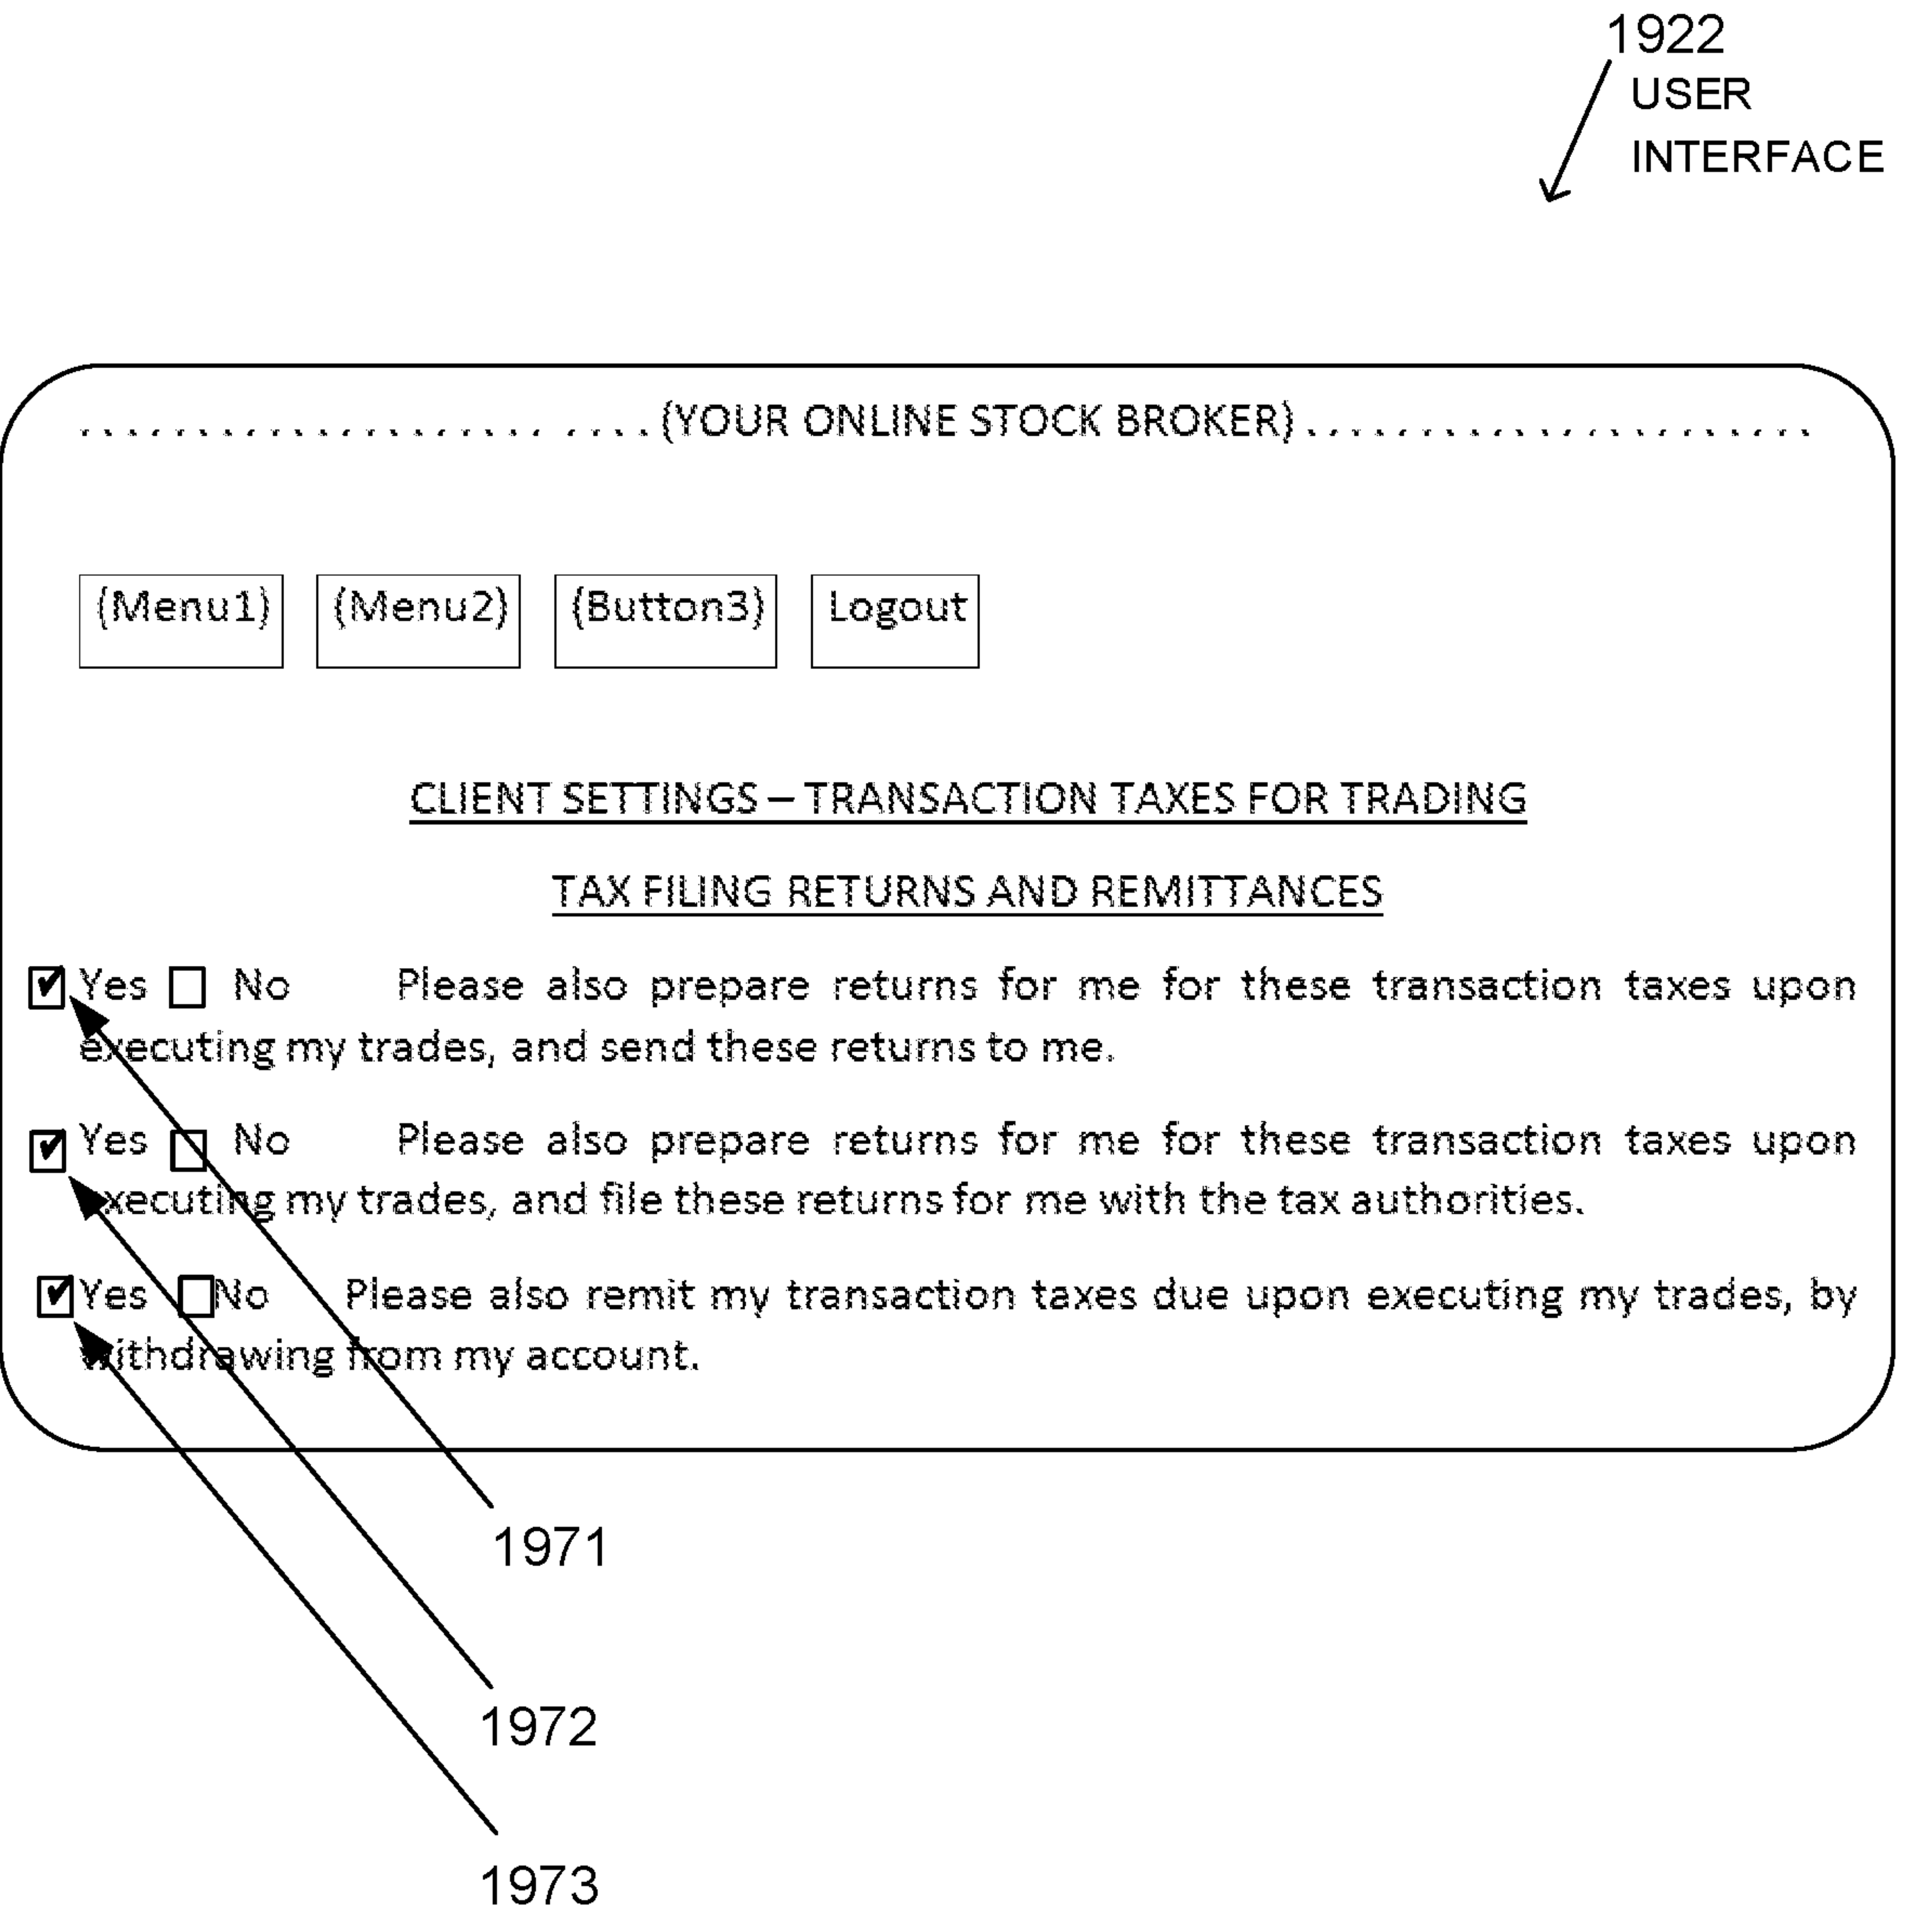 1922
USER
INTERFACE
. . . . . . . . . . . . . . . . . . . . . . . . (YOUR ONLINE STOCK BROKER) . . . . . . . . . . . . . . . . . . . . . .
(Menu1) (Menu2) (Button3) Logout
CLIENT SETTINGS – TRANSACTION TAXES FOR TRADING
TAX FILING RETURNS AND REMITTANCES
Yes No Please also prepare returns for me for these transaction taxes upon
executing my trades, and send these returns to me.
Yes No Please also prepare returns for me for these transaction taxes upon
executing my trades, and file these returns for me with the tax authorities.
Yes No Please also remit my transaction taxes due upon executing my trades, by
withdrawing from my account.
1971
1972
1973